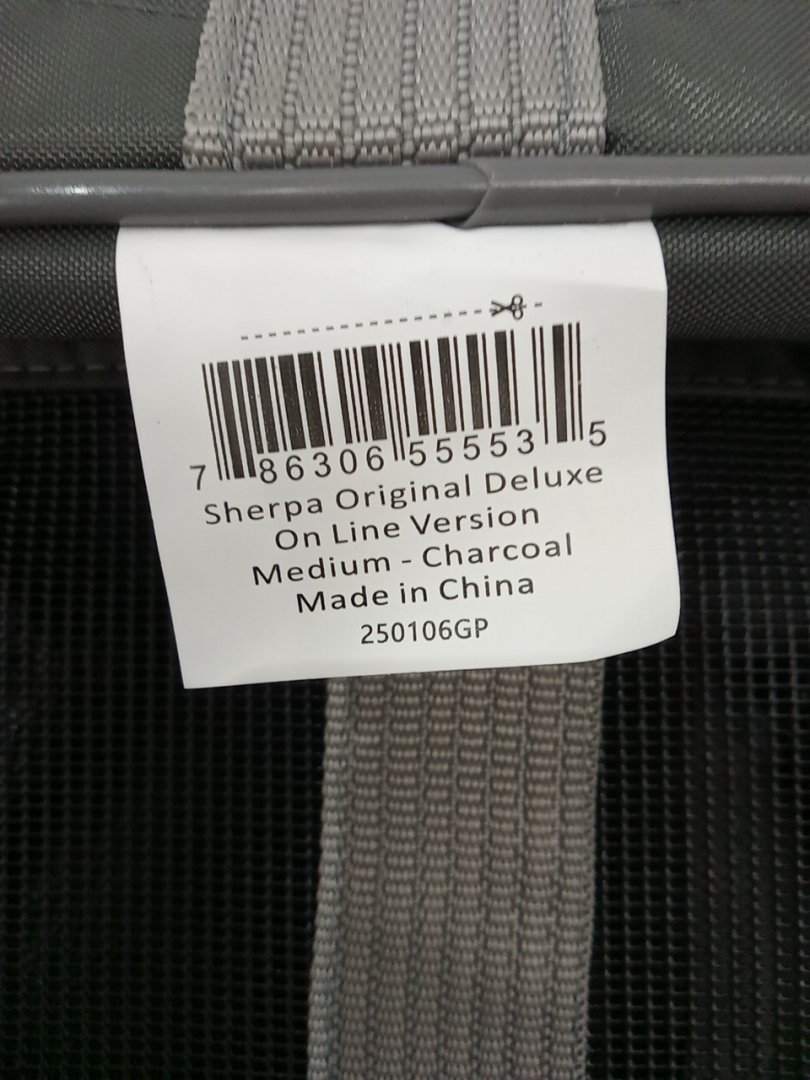 7 86306 55553 5
Sherpa Original Deluxe
On Line Version
Medium - Charcoal
Made in China
250106GP